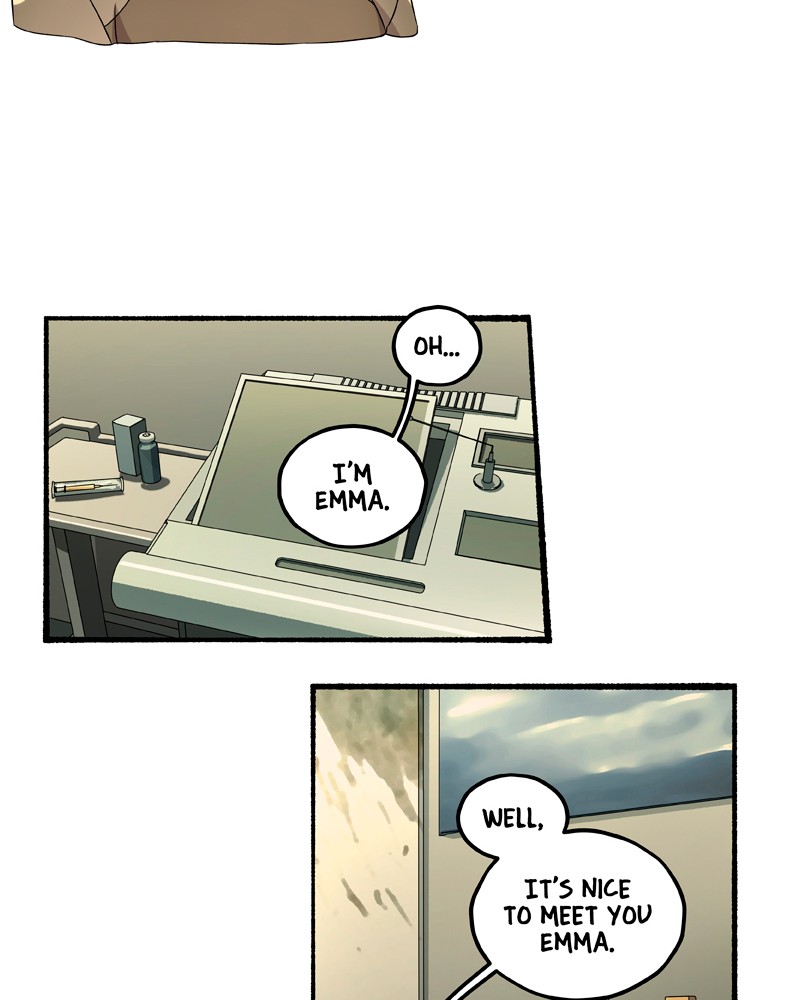 OH...
I'M
EMMA.
WELL,
IT'S NICE
TO MEET YOU
EMMA.